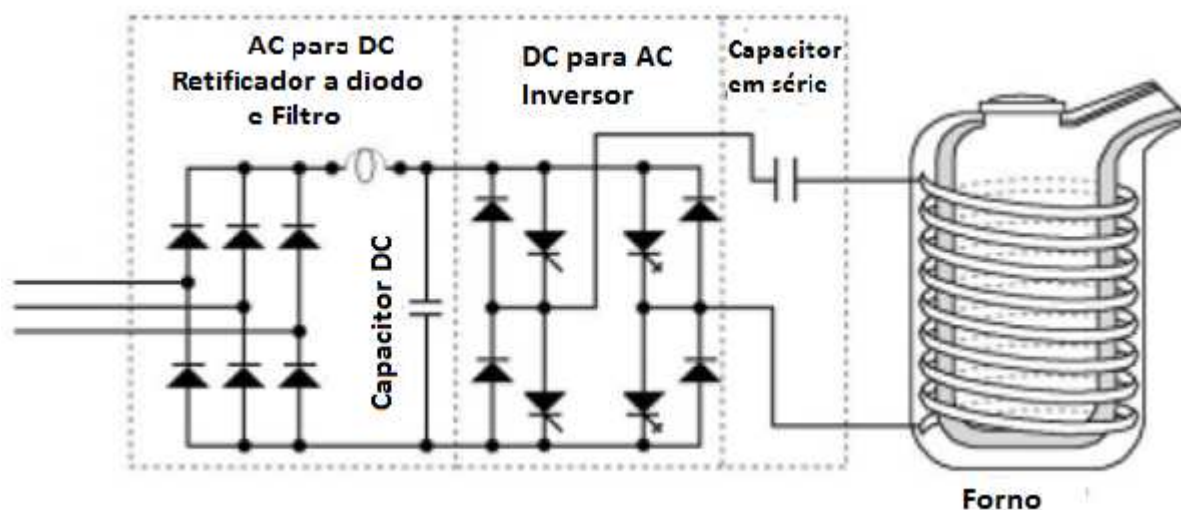 AC para DC
Retificador a diodo
e Filtro
DC para AC
Inversor
Capacitor
em série
Capacitor DC
Forno